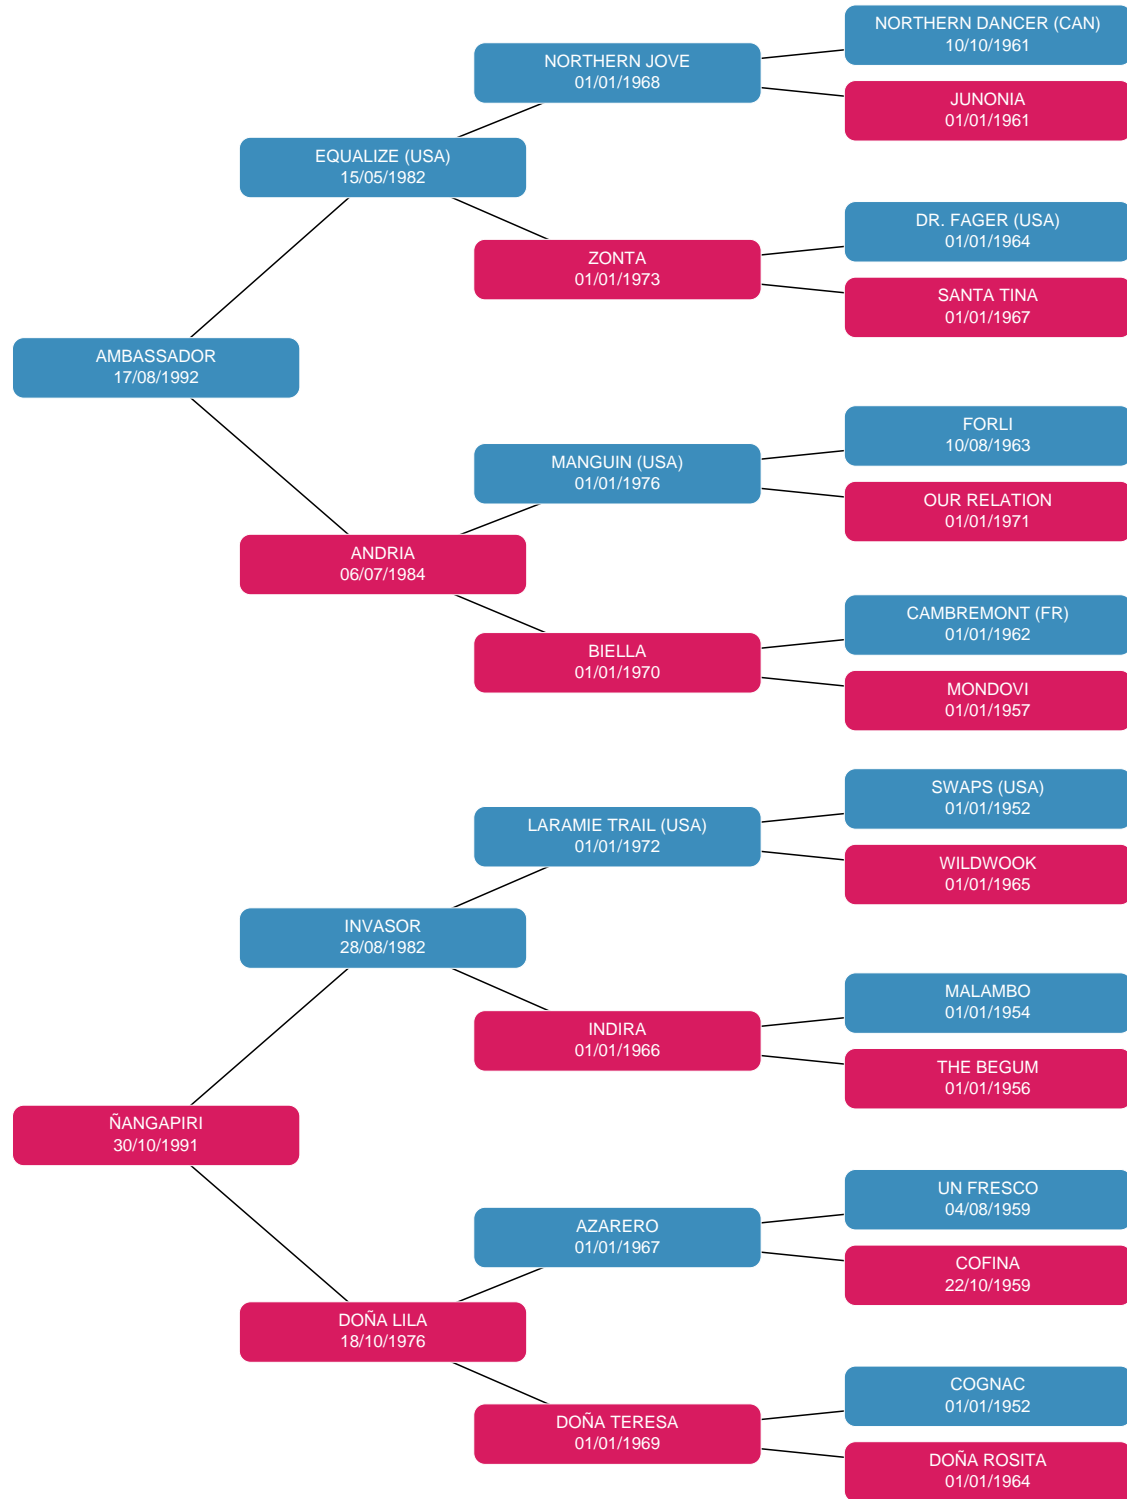 NORTHERN DANCER (CAN)
10/10/1961
NORTHERN JOVE
01/01/1968
JUNONIA
01/01/1961
EQUALIZE (USA)
15/05/1982
DR. FAGER (USA)
01/01/1964
ZONTA
01/01/1973
SANTA TINA
01/01/1967
AMBASSADOR
17/08/1992
FORLI
10/08/1963
MANGUIN (USA)
01/01/1976
OUR RELATION
01/01/1971
ANDRIA
06/07/1984
CAMBREMONT (FR)
01/01/1962
BIELLA
01/01/1970
MONDOVI
01/01/1957
SWAPS (USA)
01/01/1952
LARAMIE TRAIL (USA)
01/01/1972
WILDWOOK
01/01/1965
INVASOR
28/08/1982
MALAMBO
01/01/1954
INDIRA
01/01/1966
THE BEGUM
01/01/1956
ÑANGAPIRI
30/10/1991
UN FRESCO
04/08/1959
AZARERO
01/01/1967
COFINA
22/10/1959
DOÑA LILA
18/10/1976
COGNAC
01/01/1952
DOÑA TERESA
01/01/1969
DOÑA ROSITA
01/01/1964